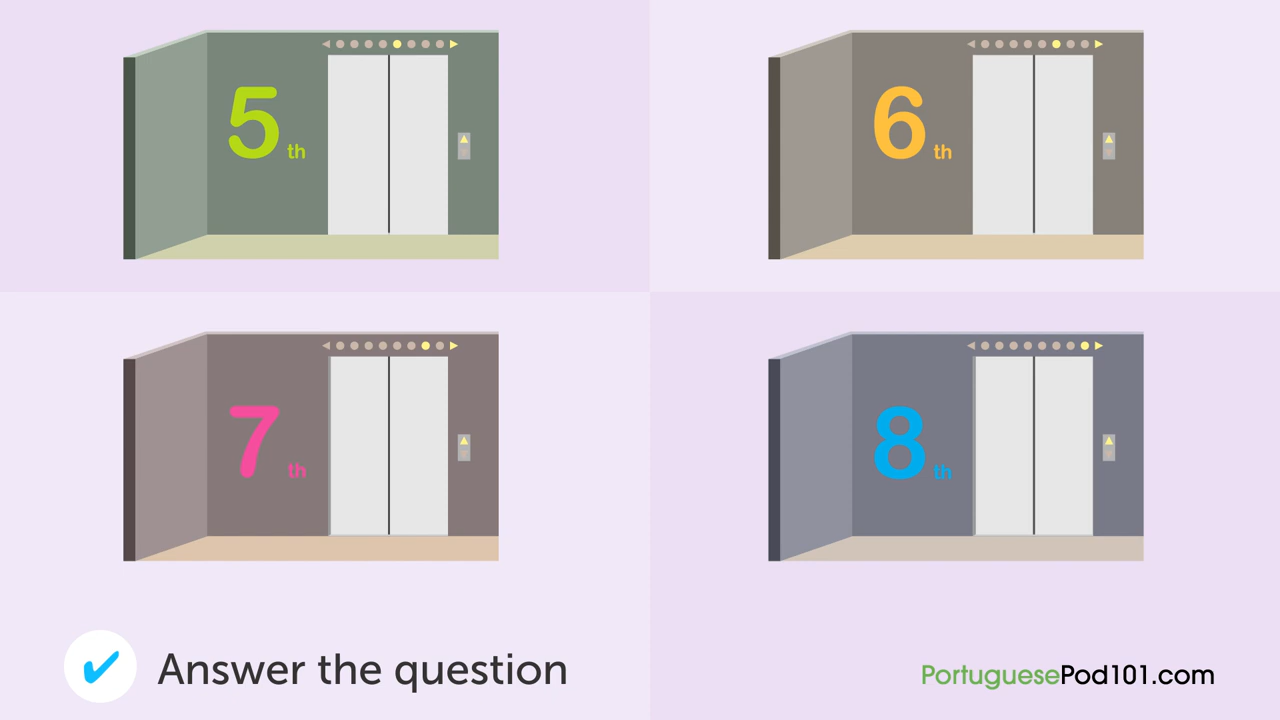 5th
6th
7th
8th
✔ Answer the question
PortuguesePod101.com